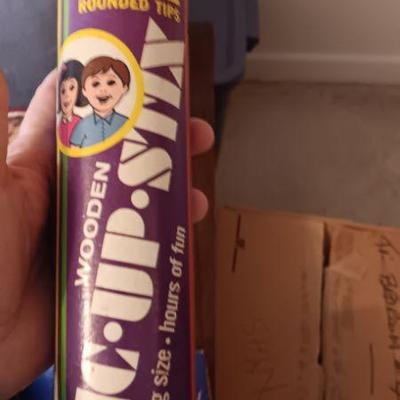 ROUNDED TIPS
WOODEN
C·UP·STIX
g size · hours of fun